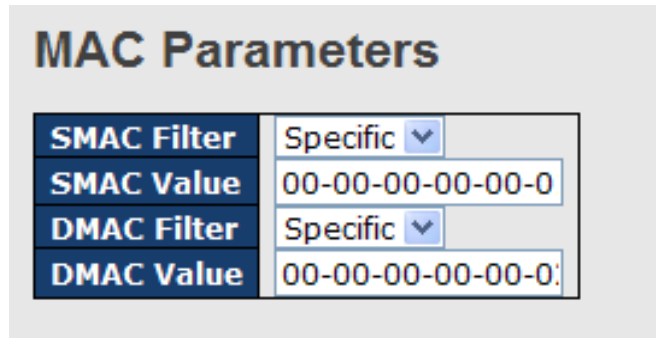 MAC Parameters
SMAC Filter Specific
SMAC Value 00-00-00-00-00-0
DMAC Filter Specific
DMAC Value 00-00-00-00-00-0